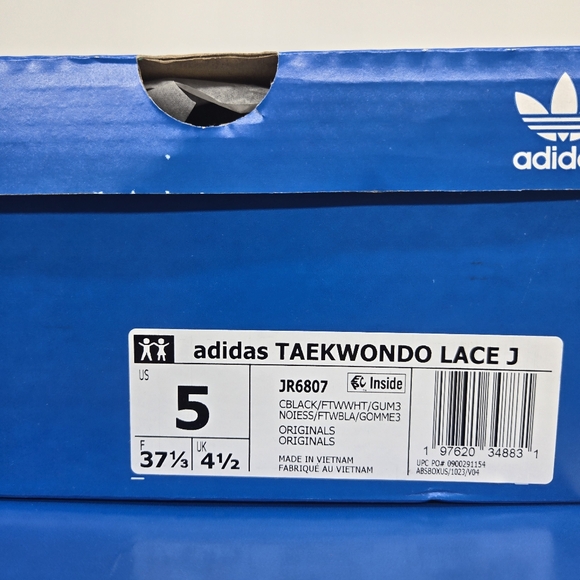 adida
adidas TAEKWONDO LACE J
US
5
F
37⅓
UK
4½
JR6807
Inside
CBLACK/FTWWHT/GUM3
NOIESS/FTWBLA/GOMME3
ORIGINALS
ORIGINALS
MADE IN VIETNAM
FABRIQUÉ AU VIETNAM
1 97620 34883 1
UPC PO# 0900291154
ABSBOXUS/1023/V04